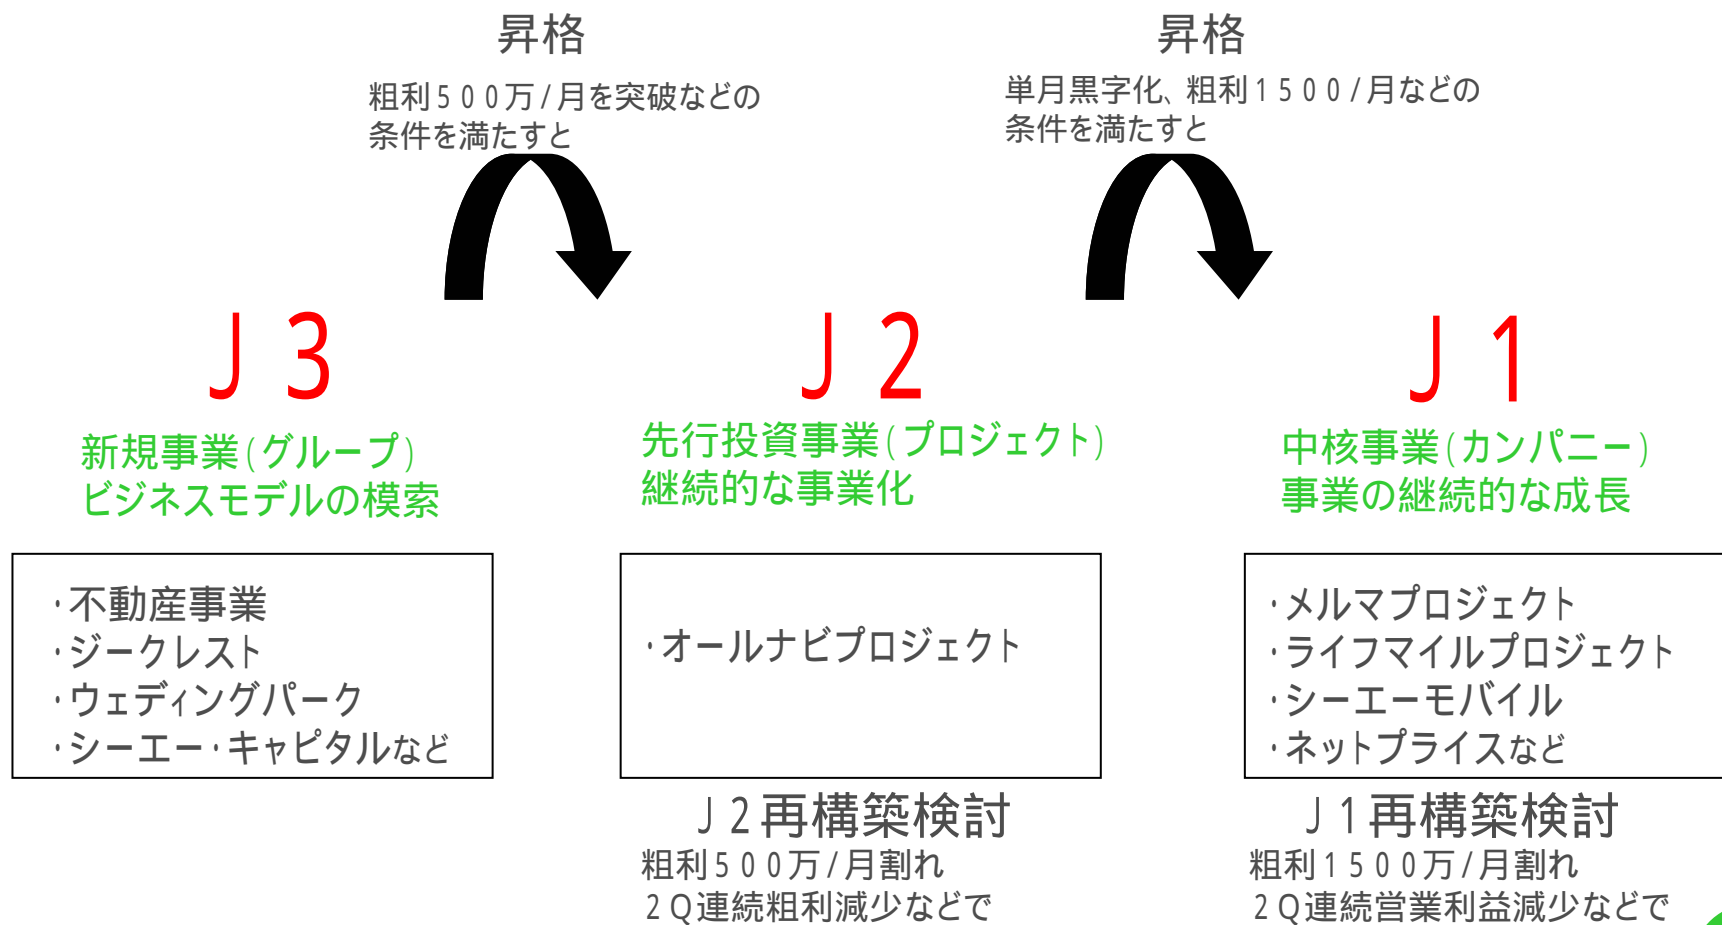 昇格
粗利500万/月を突破などの
条件を満たすと
昇格
単月黒字化、粗利1500/月などの
条件を満たすと
J3
新規事業(グループ)
ビジネスモデルの模索
・不動産事業
・ジークレスト
・ウェディングパーク
・シーエー・キャピタルなど
J2
先行投資事業(プロジェクト)
継続的な事業化
・オールナビプロジェクト
J2再構築検討
粗利500万/月割れ
2Q連続粗利減少などで
J1
中核事業(カンパニー)
事業の継続的な成長
・メルマプロジェクト
・ライフマイルプロジェクト
・シーエーモバイル
・ネットプライスなど
J1再構築検討
粗利1500万/月割れ
2Q連続営業利益減少などで